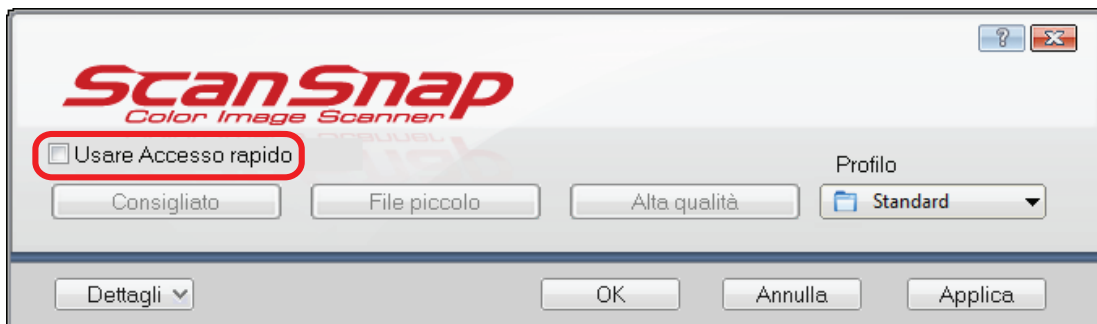 ?
ScanSnap
Color Image Scanner
Usare Accesso rapido
Profilo
Consigliato File piccolo Alta qualità Standard
Dettagli OK Annulla Applica